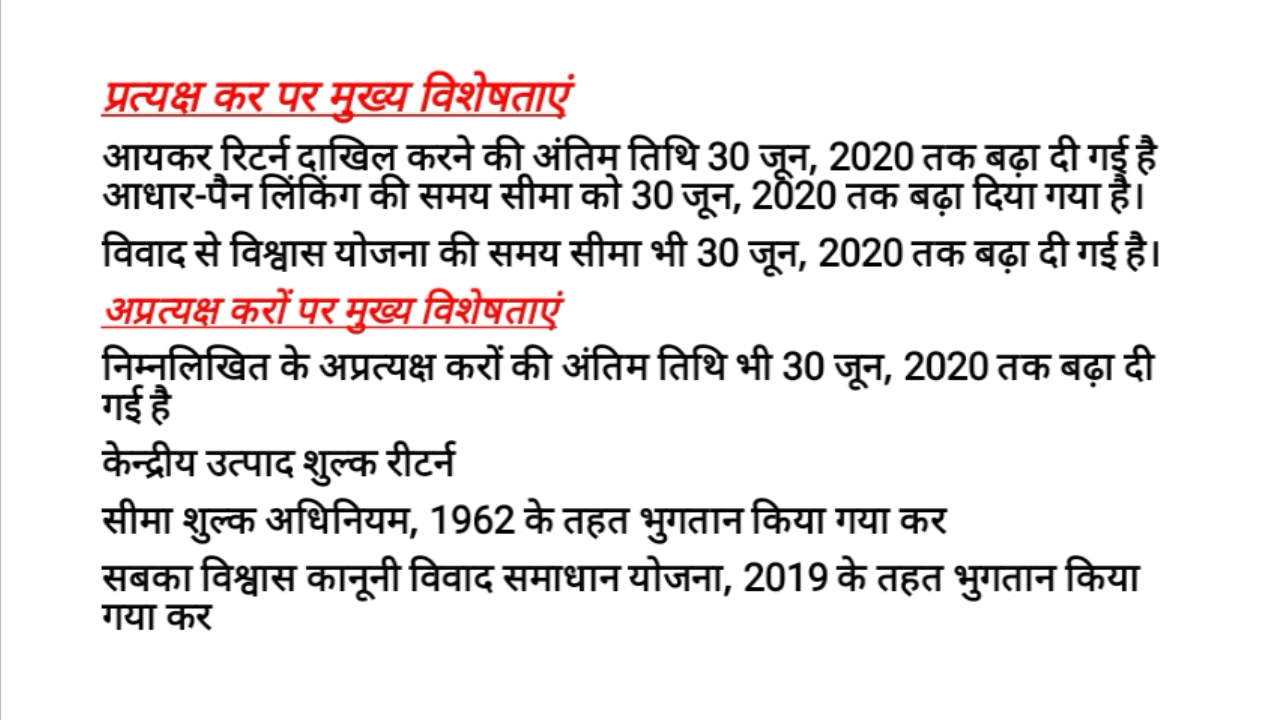 प्रत्यक्ष कर पर मुख्य विशेषताएं
आयकर रिटर्न दाखिल करने की अंतिम तिथि 30 जून, 2020 तक बढ़ा दी गई है
आधार-पैन लिंकिंग की समय सीमा को 30 जून, 2020 तक बढ़ा दिया गया है।
विवाद से विश्वास योजना की समय सीमा भी 30 जून, 2020 तक बढ़ा दी गई है।
अप्रत्यक्ष करों पर मुख्य विशेषताएं
निम्नलिखित के अप्रत्यक्ष करों की अंतिम तिथि भी 30 जून, 2020 तक बढ़ा दी
गई है
केन्द्रीय उत्पाद शुल्क रीटर्न
सीमा शुल्क अधिनियम, 1962 के तहत भुगतान किया गया कर
सबका विश्वास कानूनी विवाद समाधान योजना, 2019 के तहत भुगतान किया
गया कर